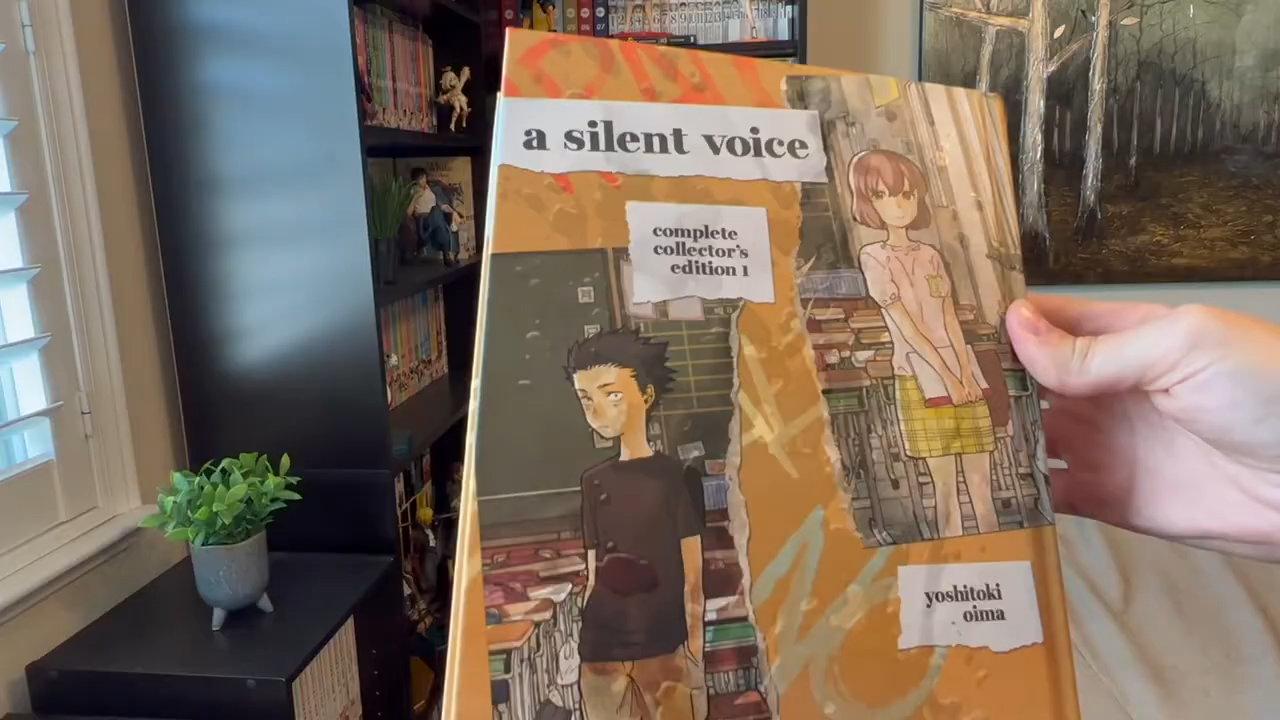 a silent voice
complete
collector's
edition 1
yoshitoki
oima